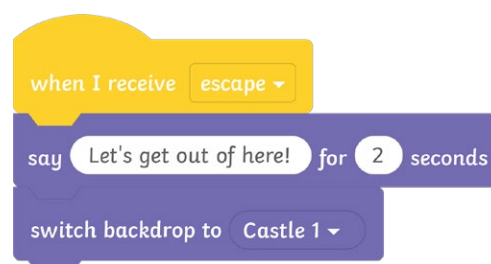 when I receive escape
say Let's get out of here! for 2 seconds
switch backdrop to Castle 1